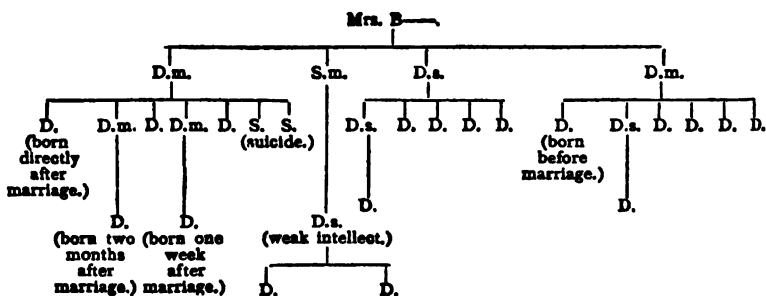 Mrs. B——.
D.m. S.m. D.s. D.m.
D. D.m. D. D.m. D. S. S. D.s. D. D. D. D. D. D.s. D. D. D. D.
(born directly after marriage.) (suicide.) (born before marriage.)
D. D. D. D.s. D.
(born two months after marriage.) (born one week after marriage.) (weak intellect.)
D. D.